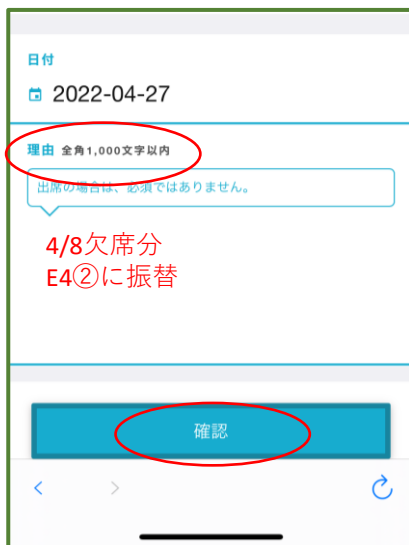 日付
2022-04-27
理由 全角1,000文字以内
出席の場合は、必須ではありません。
4/8欠席分
E4②に振替
確認